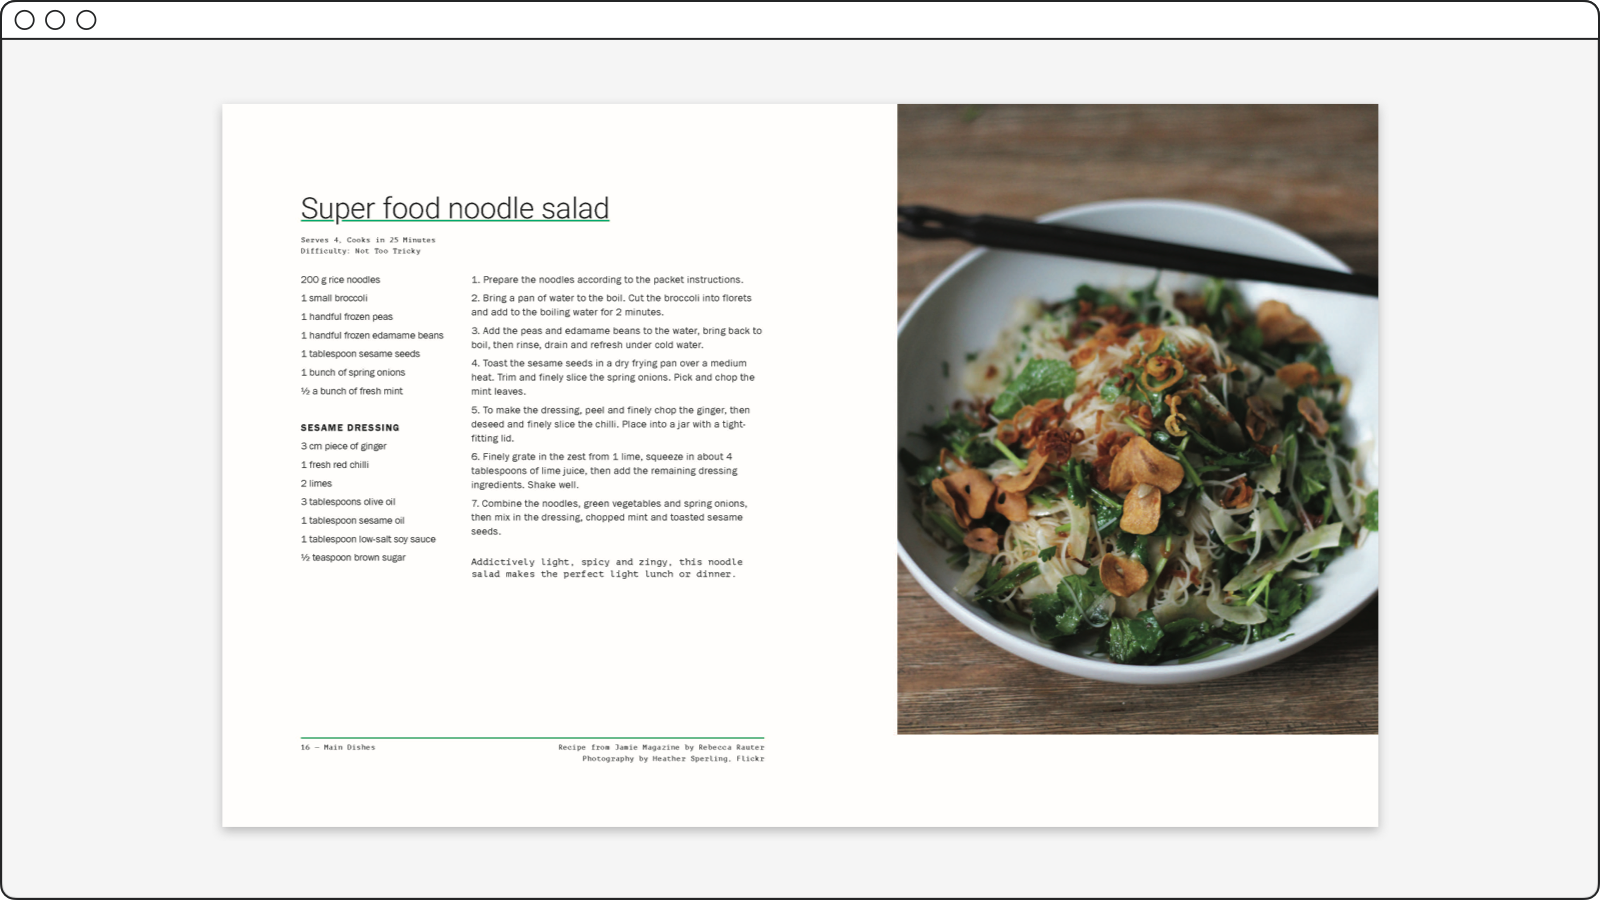 Super food noodle salad
Serves 4, Cooks in 25 Minutes
Difficulty: Not Too Tricky
200 g rice noodles
1 small broccoli
1 handful frozen peas
1 handful frozen edamame beans
1 tablespoon sesame seeds
1 bunch of spring onions
½ a bunch of fresh mint
SESAME DRESSING
3 cm piece of ginger
1 fresh red chilli
2 limes
3 tablespoons olive oil
1 tablespoon sesame oil
1 tablespoon low-salt soy sauce
½ teaspoon brown sugar
1. Prepare the noodles according to the packet instructions.
2. Bring a pan of water to the boil. Cut the broccoli into florets
and add to the boiling water for 2 minutes.
3. Add the peas and edamame beans to the water, bring back to
boil, then rinse, drain and refresh under cold water.
4. Toast the sesame seeds in a dry frying pan over a medium
heat. Trim and finely slice the spring onions. Pick and chop the
mint leaves.
5. To make the dressing, peel and finely chop the ginger, then
deseed and finely slice the chilli. Place into a jar with a tight-
fitting lid.
6. Finely grate in the zest from 1 lime, squeeze in about 4
tablespoons of lime juice, then add the remaining dressing
ingredients. Shake well.
7. Combine the noodles, green vegetables and spring onions,
then mix in the dressing, chopped mint and toasted sesame
seeds.
Addictively light, spicy and zingy, this noodle
salad makes the perfect light lunch or dinner.
16 — Main Dishes
Recipe from Jamie Magazine by Rebecca Rauter
Photography by Heather Sperling, Flickr